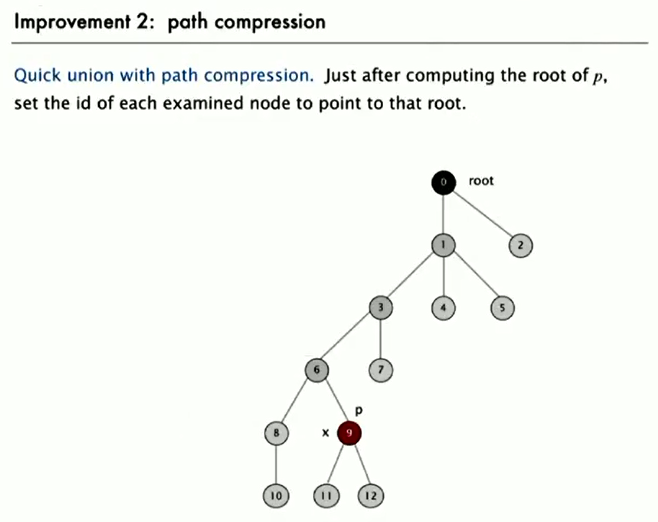 Improvement 2: path compression
Quick union with path compression. Just after computing the root of p,
set the id of each examined node to point to that root.
0 root
1 2
3 4 5
6 7
p
8 x 9
10 11 12